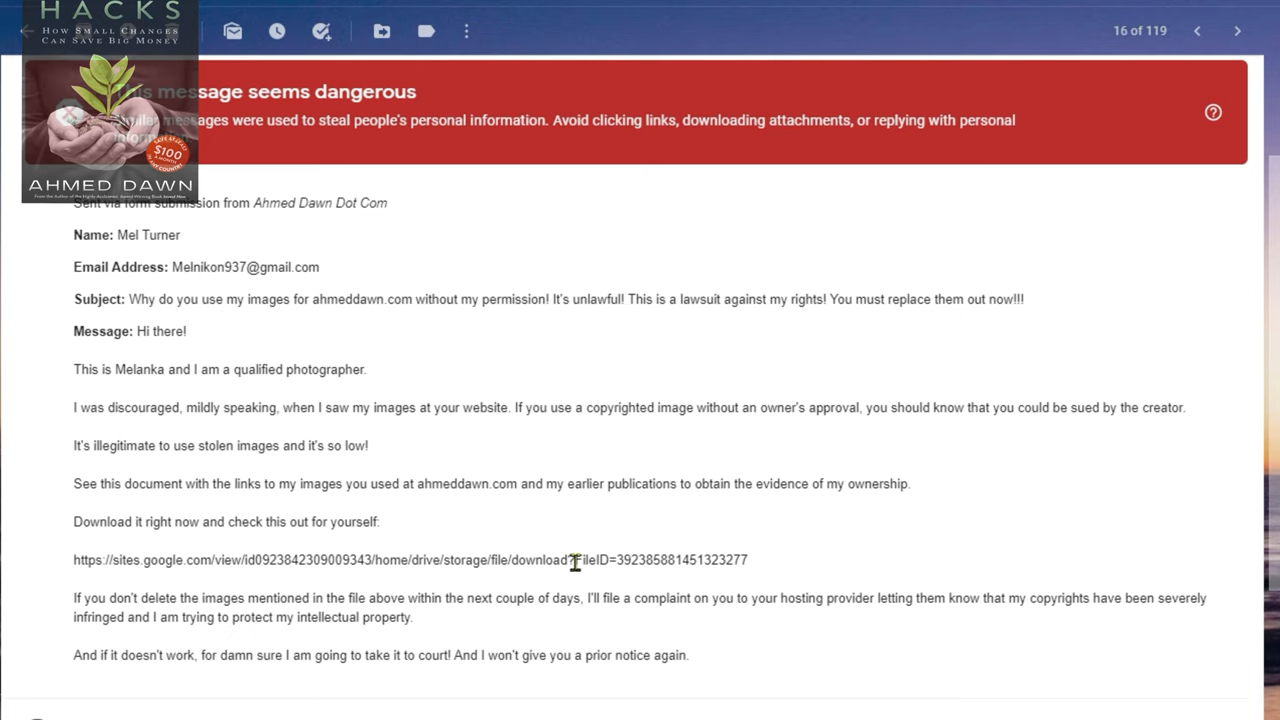 HACKS
HOW SMALL CHANGES
CAN SAVE BIG MONEY
$100
AHMED DAWN
16 of 119
This message seems dangerous
Similar messages were used to steal people's personal information. Avoid clicking links, downloading attachments, or replying with personal
information.
Sent via form submission from Ahmed Dawn Dot Com
Name: Mel Turner
Email Address: Melnikon937@gmail.com
Subject: Why do you use my images for ahmeddawn.com without my permission! It's unlawful! This is a lawsuit against my rights! You must replace them out now!!!
Message: Hi there!
This is Melanka and I am a qualified photographer.
I was discouraged, mildly speaking, when I saw my images at your website. If you use a copyrighted image without an owner's approval, you should know that you could be sued by the creator.
It's illegitimate to use stolen images and it's so low!
See this document with the links to my images you used at ahmeddawn.com and my earlier publications to obtain the evidence of my ownership.
Download it right now and check this out for yourself:
https://sites.google.com/view/id0923842309009343/home/drive/storage/file/download?FileID=392385881451323277
If you don't delete the images mentioned in the file above within the next couple of days, I'll file a complaint on you to your hosting provider letting them know that my copyrights have been severely
infringed and I am trying to protect my intellectual property.
And if it doesn't work, for damn sure I am going to take it to court! And I won't give you a prior notice again.